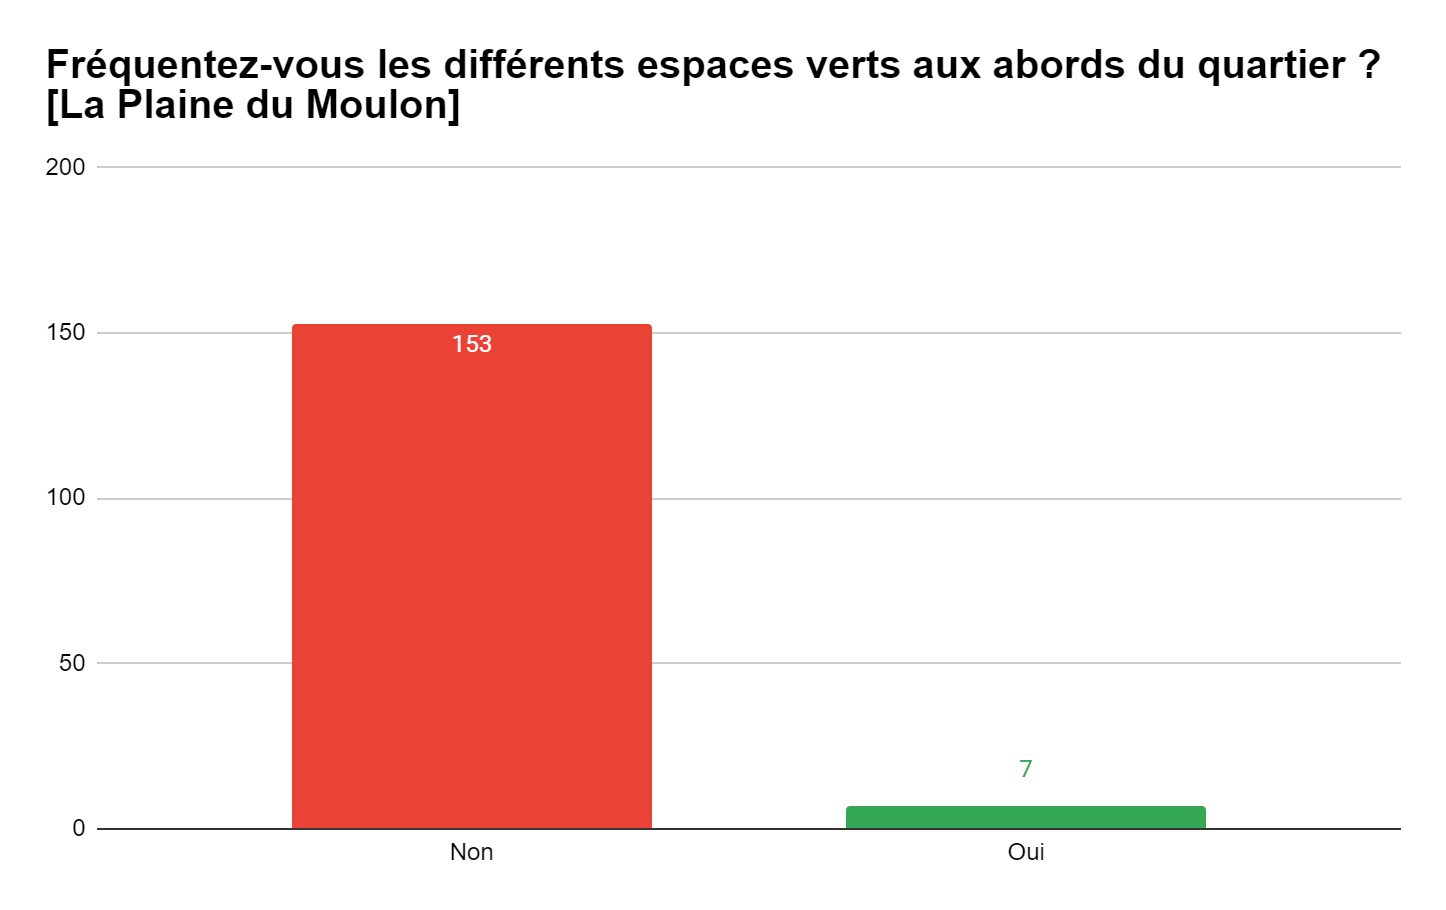 Fréquentez-vous les différents espaces verts aux abords du quartier ?
[La Plaine du Moulon]
200
150
153
100
50
7
0
Non
Oui